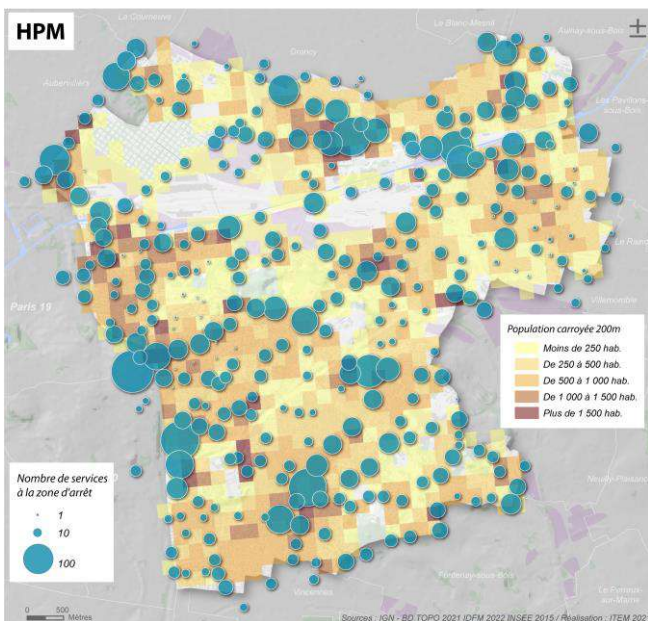 HPM
La Courneuve
Le Blanc-Mesnil
Aulnay-sous-Bois
Drancy
Aubervilliers
Les Pavillons-
sous-Bois
Paris 19
Villemomble
Population carroyée 200m
Moins de 250 hab.
De 250 à 500 hab.
De 500 à 1 000 hab.
De 1 000 à 1 500 hab.
Plus de 1 500 hab.
Nombre de services
à la zone d'arrêt
1
10
100
Neuilly-Plaisance
Fontenay-sous-Bois
Vincennes
Le Perreux-
sur-Marne
0 500
Mètres
Sources : IGN - BD TOPO 2021 IDFM 2022 INSEE 2015 / Réalisation : ITEM